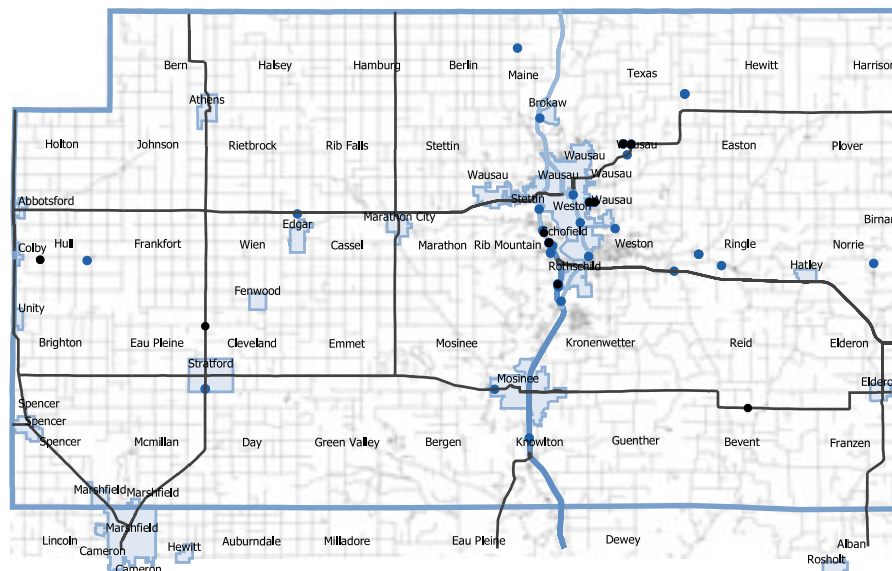 Bern
Halsey
Hamburg
Berlin
Maine
Texas
Hewitt
Harrison
Athens
Brokaw
Holton
Johnson
Rietbrock
Rib Falls
Stettin
Wausau
Wausau
Easton
Plover
Wausau
Wausau
Wausau
Abbotsford
Stettin
Weston
Wausau
Edgar
Marathon City
Birnam
Colby
Hull
Frankfort
Wien
Cassel
Marathon
Rib Mountain
Schofield
Weston
Ringle
Norrie
Rothschild
Hatley
Fenwood
Unity
Brighton
Eau Pleine
Cleveland
Emmet
Mosinee
Kronenwetter
Reid
Elderon
Stratford
Mosinee
Elderon
Spencer
Spencer
Spencer
Mcmillan
Day
Green Valley
Bergen
Knowlton
Guenther
Bevent
Franzen
Marshfield
Marshfield
Marshfield
Lincoln
Cameron
Hewitt
Auburndale
Milladore
Eau Pleine
Dewey
Alban
Rosholt
Cameron